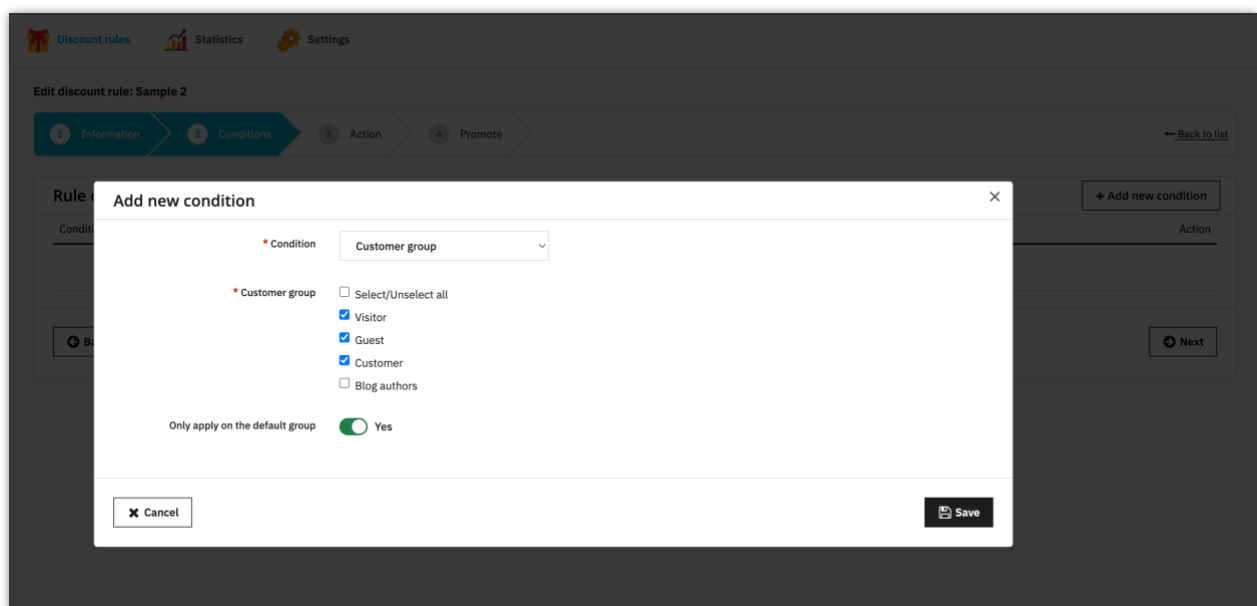 Discount rules Statistics Settings
Edit discount rule: Sample 2
1 Information 2 Conditions 3 Action 4 Promote Back to list
Rule
+ Add new condition
Add new condition ×
Condit
Action
* Condition Customer group
* Customer group Select/Unselect all
Visitor
Guest
Customer
Blog authors
Ba
Next
Only apply on the default group Yes
Cancel Save